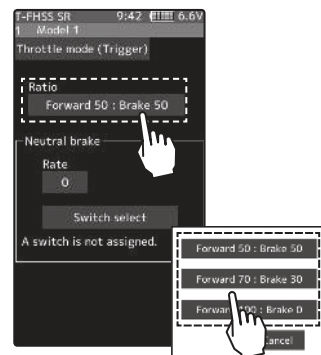 T-FHSS SR 9:42 6.6V
1 Model 1
Throttle mode (Trigger)
Ratio
Forward 50 : Brake 50
Neutral brake
Rate
0
Switch select
A switch is not assigned.
Forward 50 : Brake 50
Forward 70 : Brake 30
: Brake 0